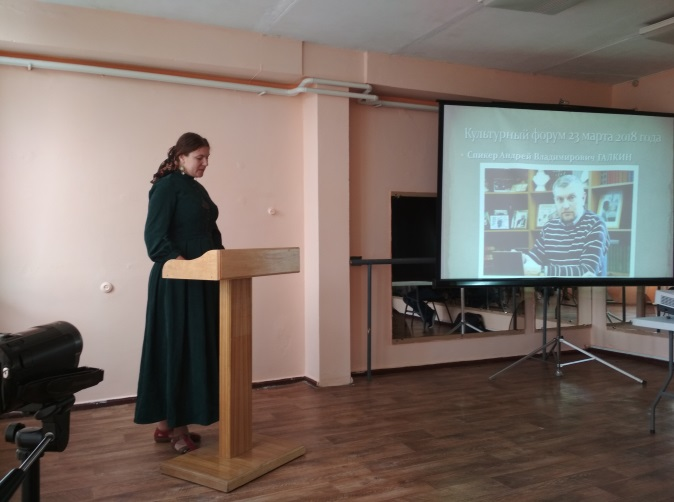 Культурный форум 23 марта 2018 года
Спикер Андрей Владимирович ГАЛКИН